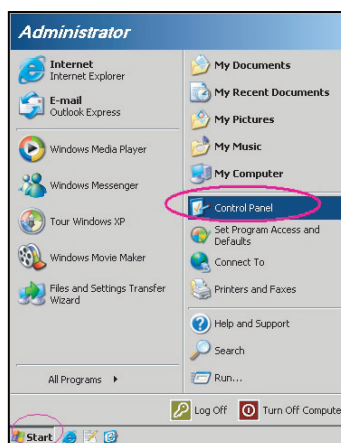 Administrator
Internet
Internet Explorer
E-mail
Outlook Express
Windows Media Player
Windows Messenger
Tour Windows XP
Windows Movie Maker
Files and Settings Transfer
Wizard
All Programs
My Documents
My Recent Documents
My Pictures
My Music
My Computer
Control Panel
Set Program Access and
Defaults
Connect To
Printers and Faxes
Help and Support
Search
Run...
Log Off
Turn Off Compute
Start